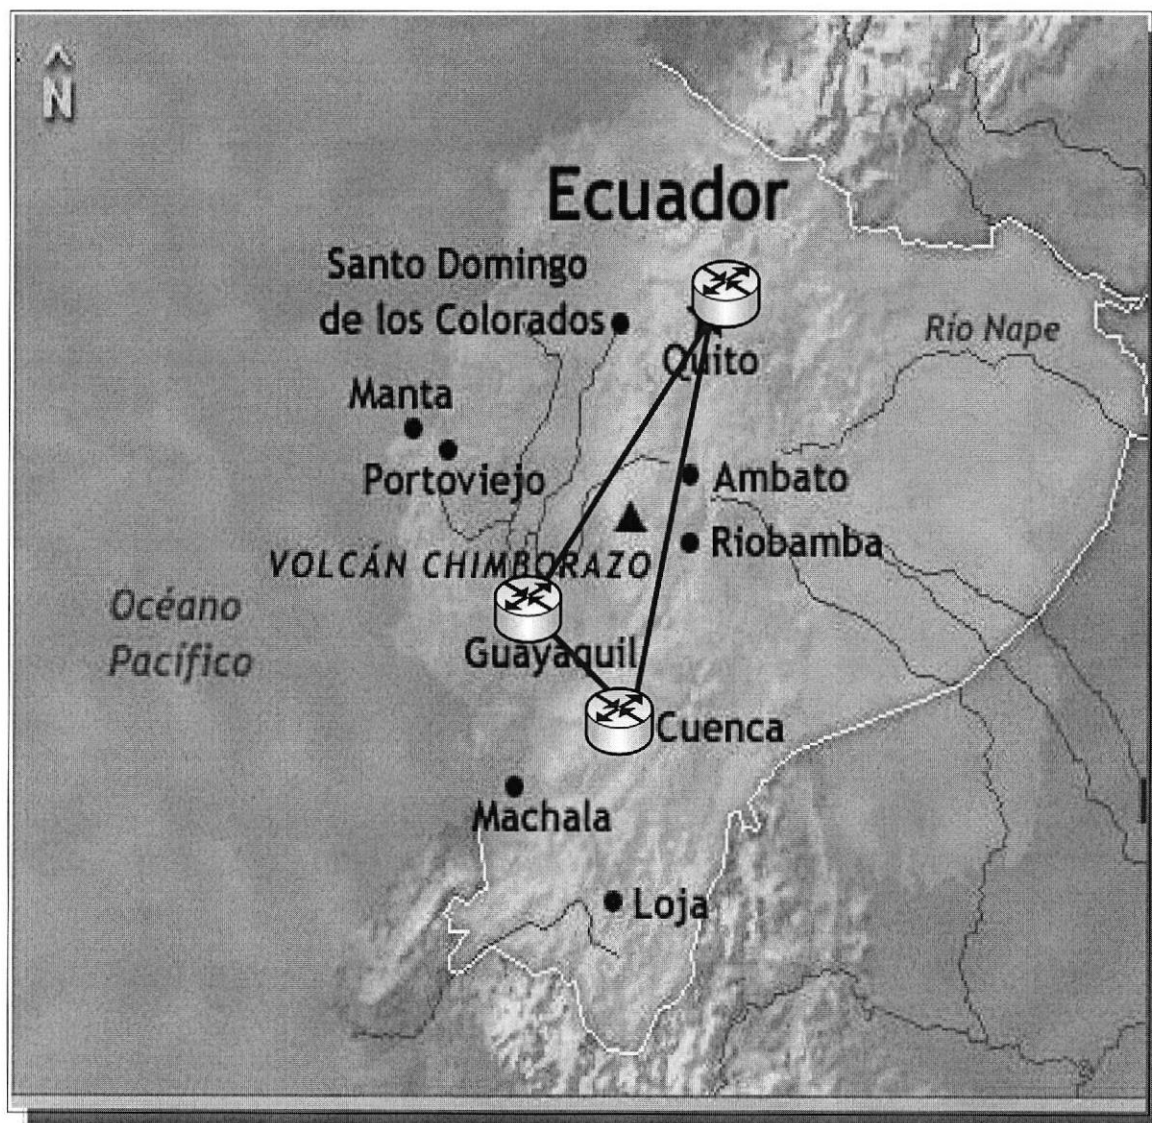 N
Ecuador
Santo Domingo
de los Colorados
Quito
Río Nape
Manta
Portoviejo
Ambato
VOLCÁN CHIMBORAZO
Riobamba
Océano
Pacífico
Guayaquil
Cuenca
Machala
Loja